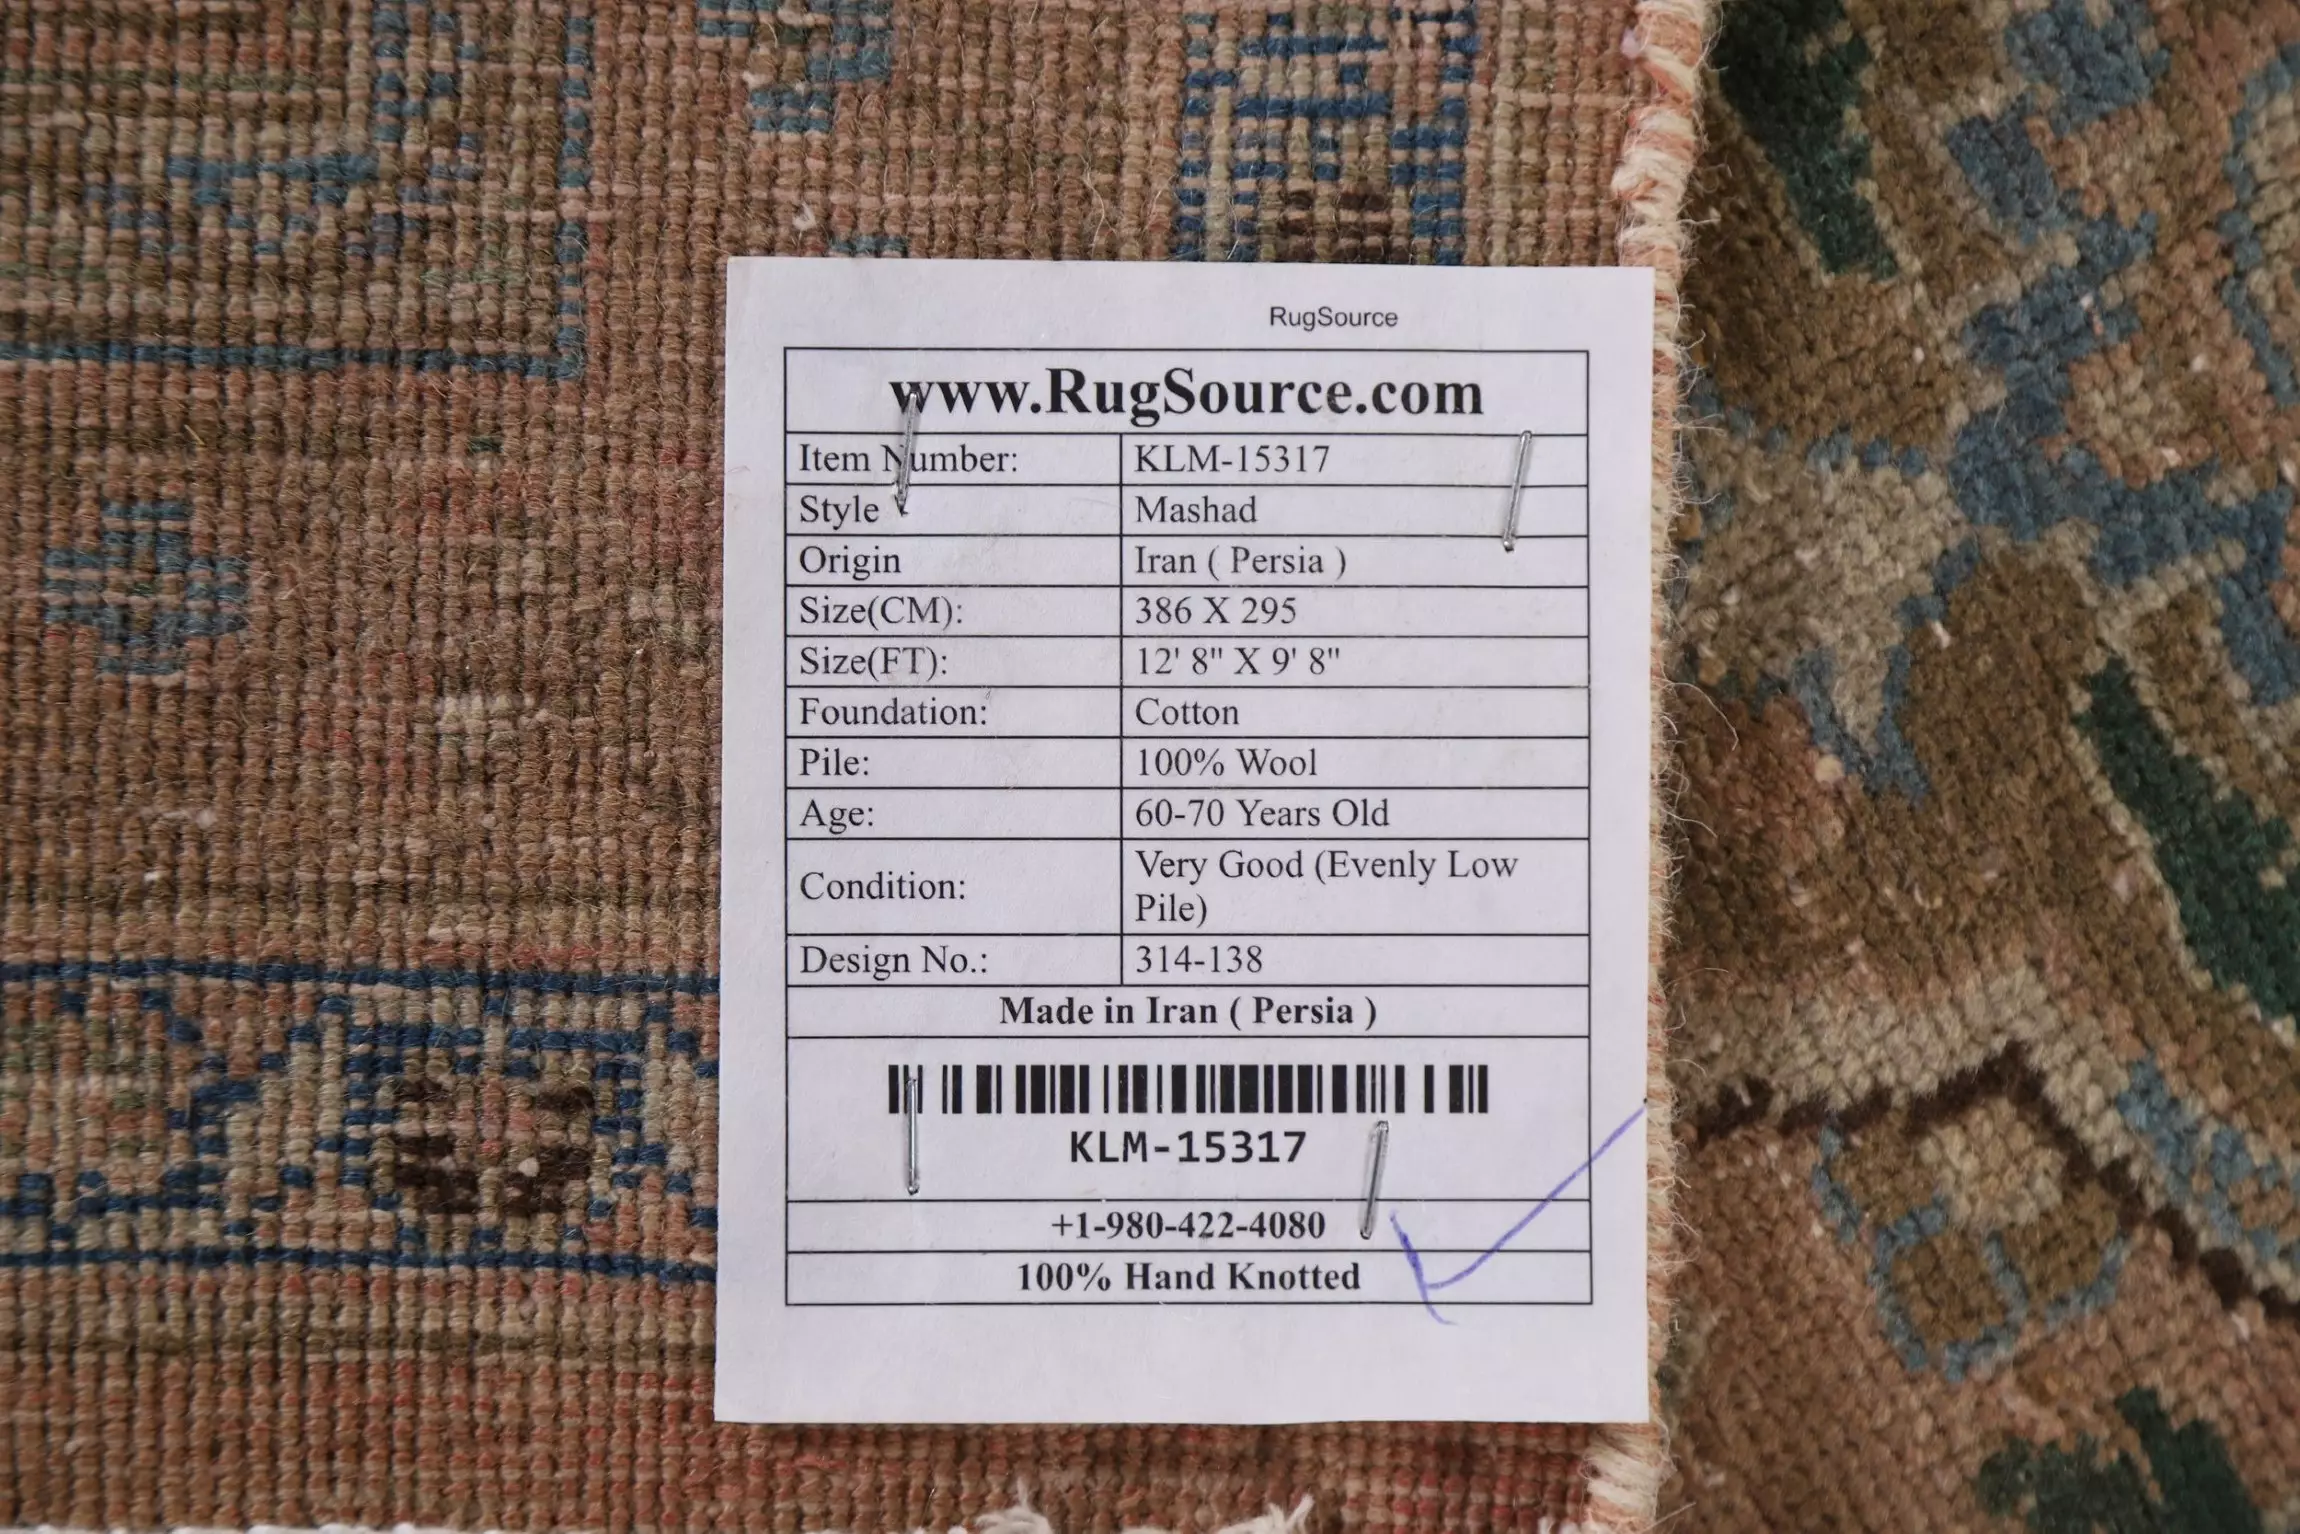 RugSource
www.RugSource.com
Item Number: KLM-15317
Style Mashad
Origin Iran ( Persia )
Size(CM): 386 X 295
Size(FT): 12' 8" X 9' 8"
Foundation: Cotton
Pile: 100% Wool
Age: 60-70 Years Old
Condition: Very Good (Evenly Low
Pile)
Design No.: 314-138
Made in Iran ( Persia )
KLM-15317
+1-980-422-4080
100% Hand Knotted